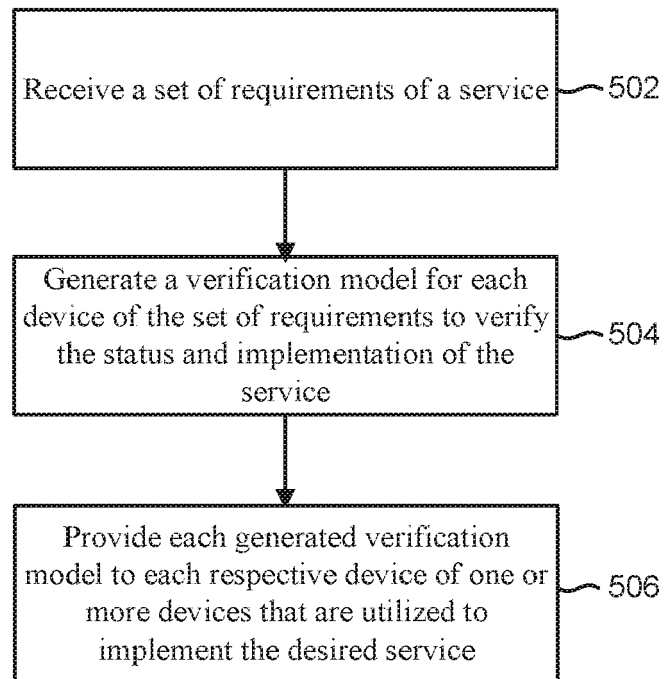 Receive a set of requirements of a service
502
Generate a verification model for each
device of the set of requirements to verify
the status and implementation of the
service
504
Provide each generated verification
model to each respective device of one or
more devices that are utilized to
implement the desired service
506